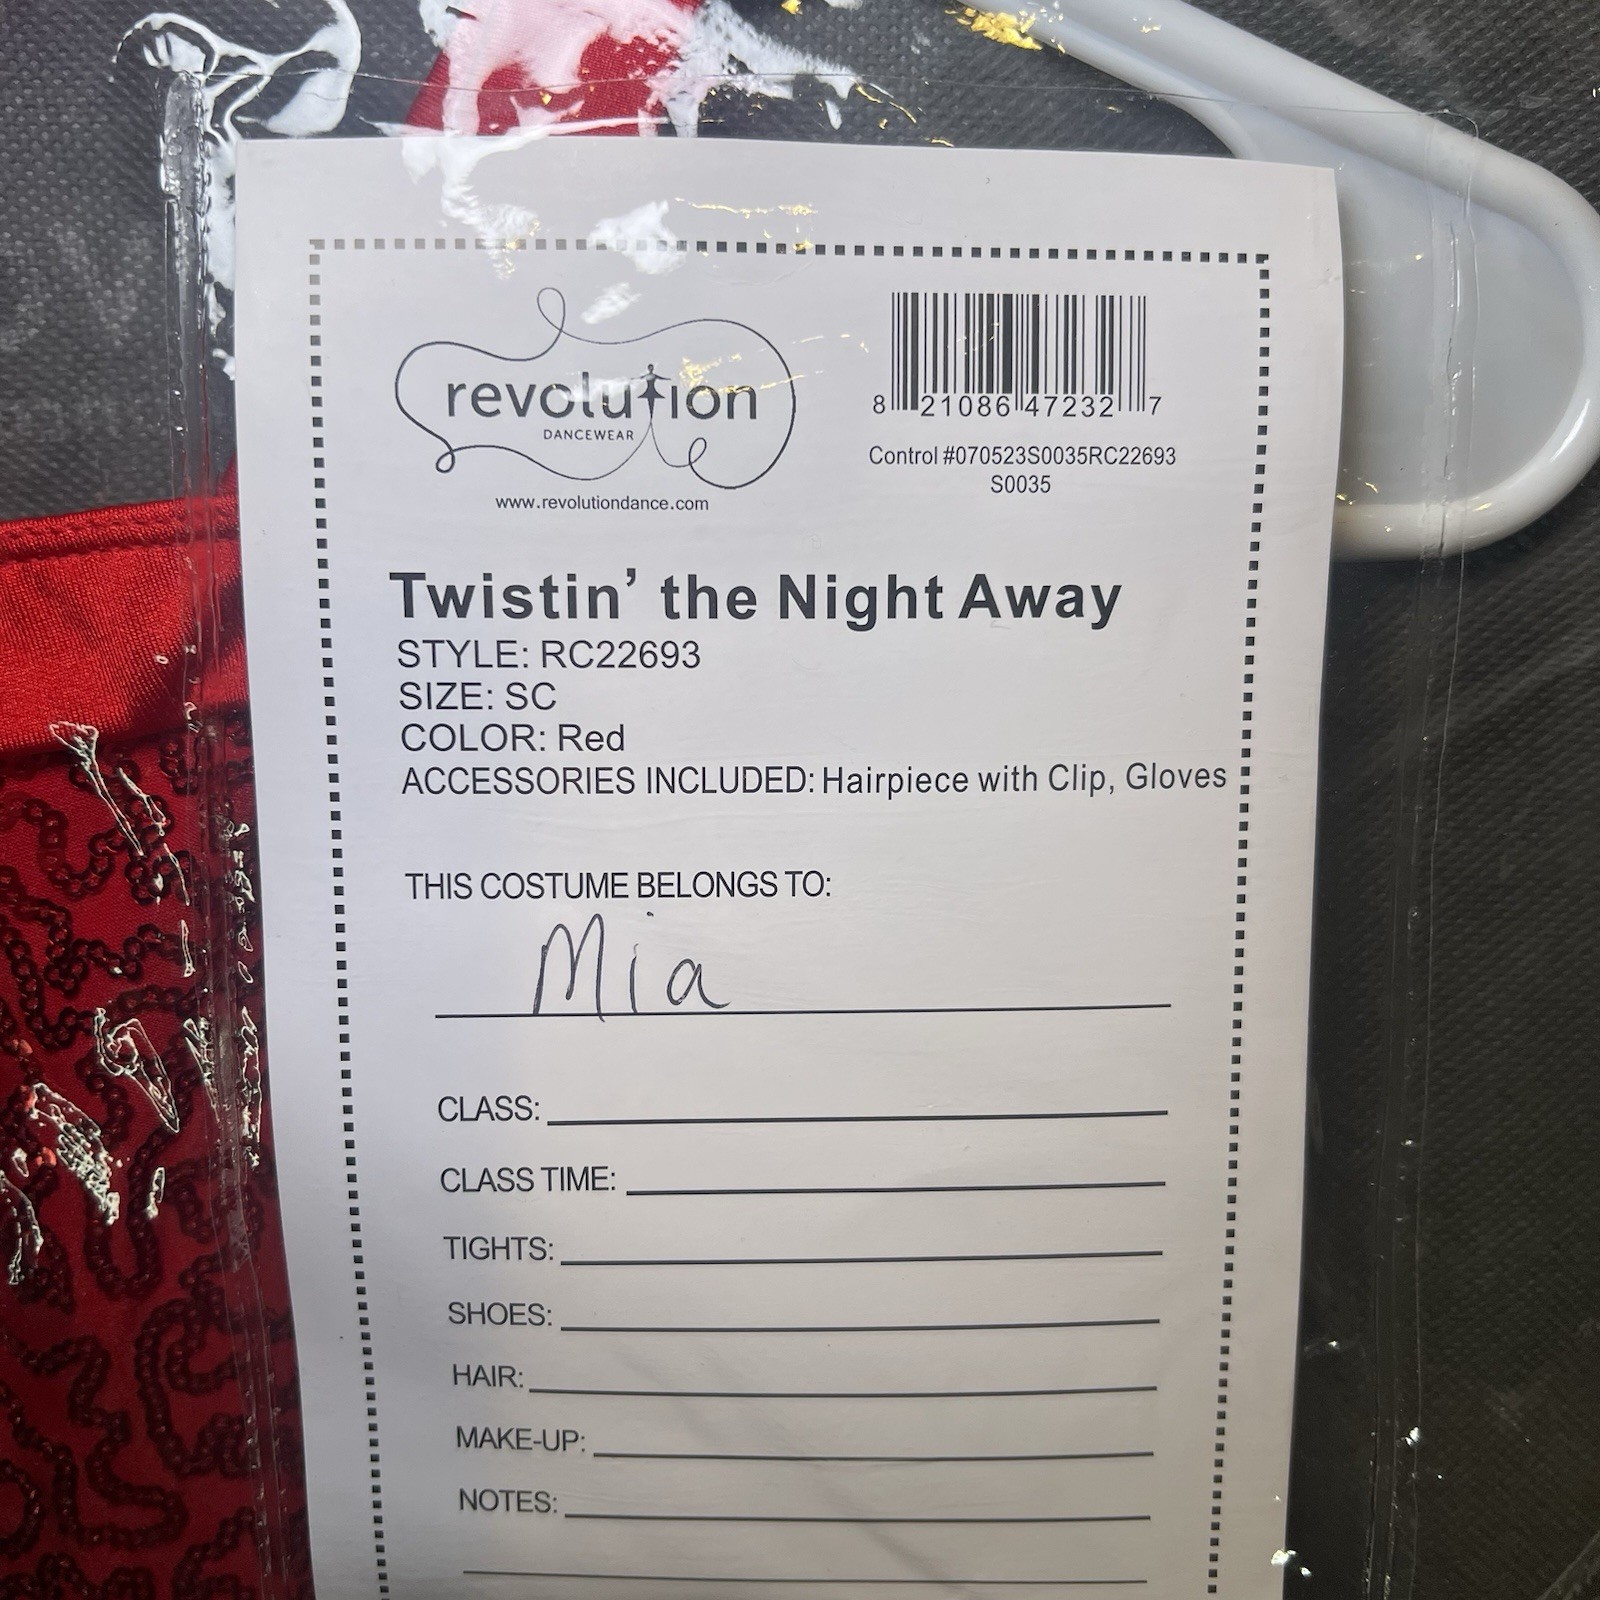 revolution
DANCEWEAR
www.revolutiondance.com
8 21086 47232 7
Control #070523S0035RC22693
S0035
Twistin’ the Night Away
STYLE: RC22693
SIZE: SC
COLOR: Red
ACCESSORIES INCLUDED: Hairpiece with Clip, Gloves
THIS COSTUME BELONGS TO:
Mia
CLASS:
CLASS TIME:
TIGHTS:
SHOES:
HAIR:
MAKE-UP:
NOTES: